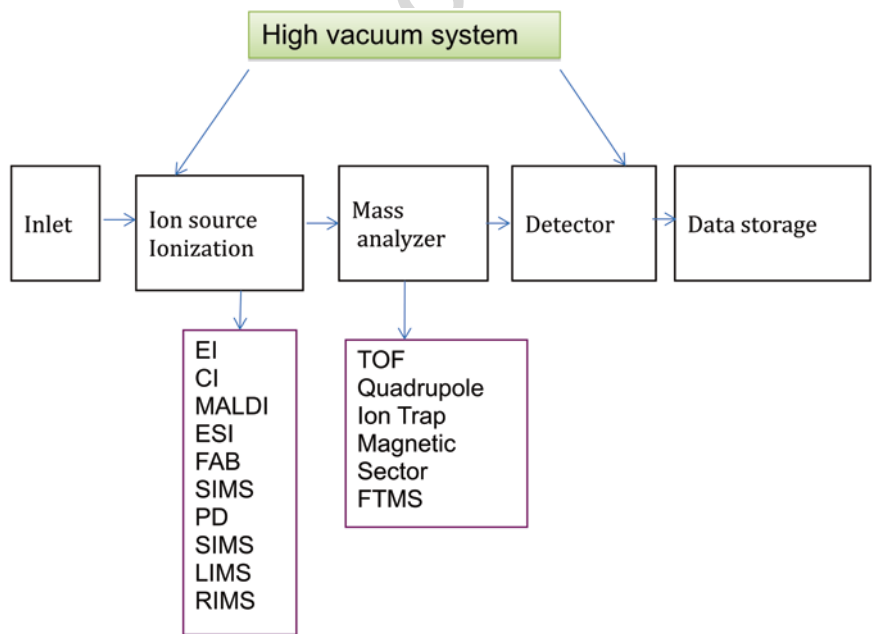 High vacuum system
Inlet
Ion source
Ionization
Mass
analyzer
Detector
Data storage
EI
CI
MALDI
ESI
FAB
SIMS
PD
SIMS
LIMS
RIMS
TOF
Quadrupole
Ion Trap
Magnetic
Sector
FTMS